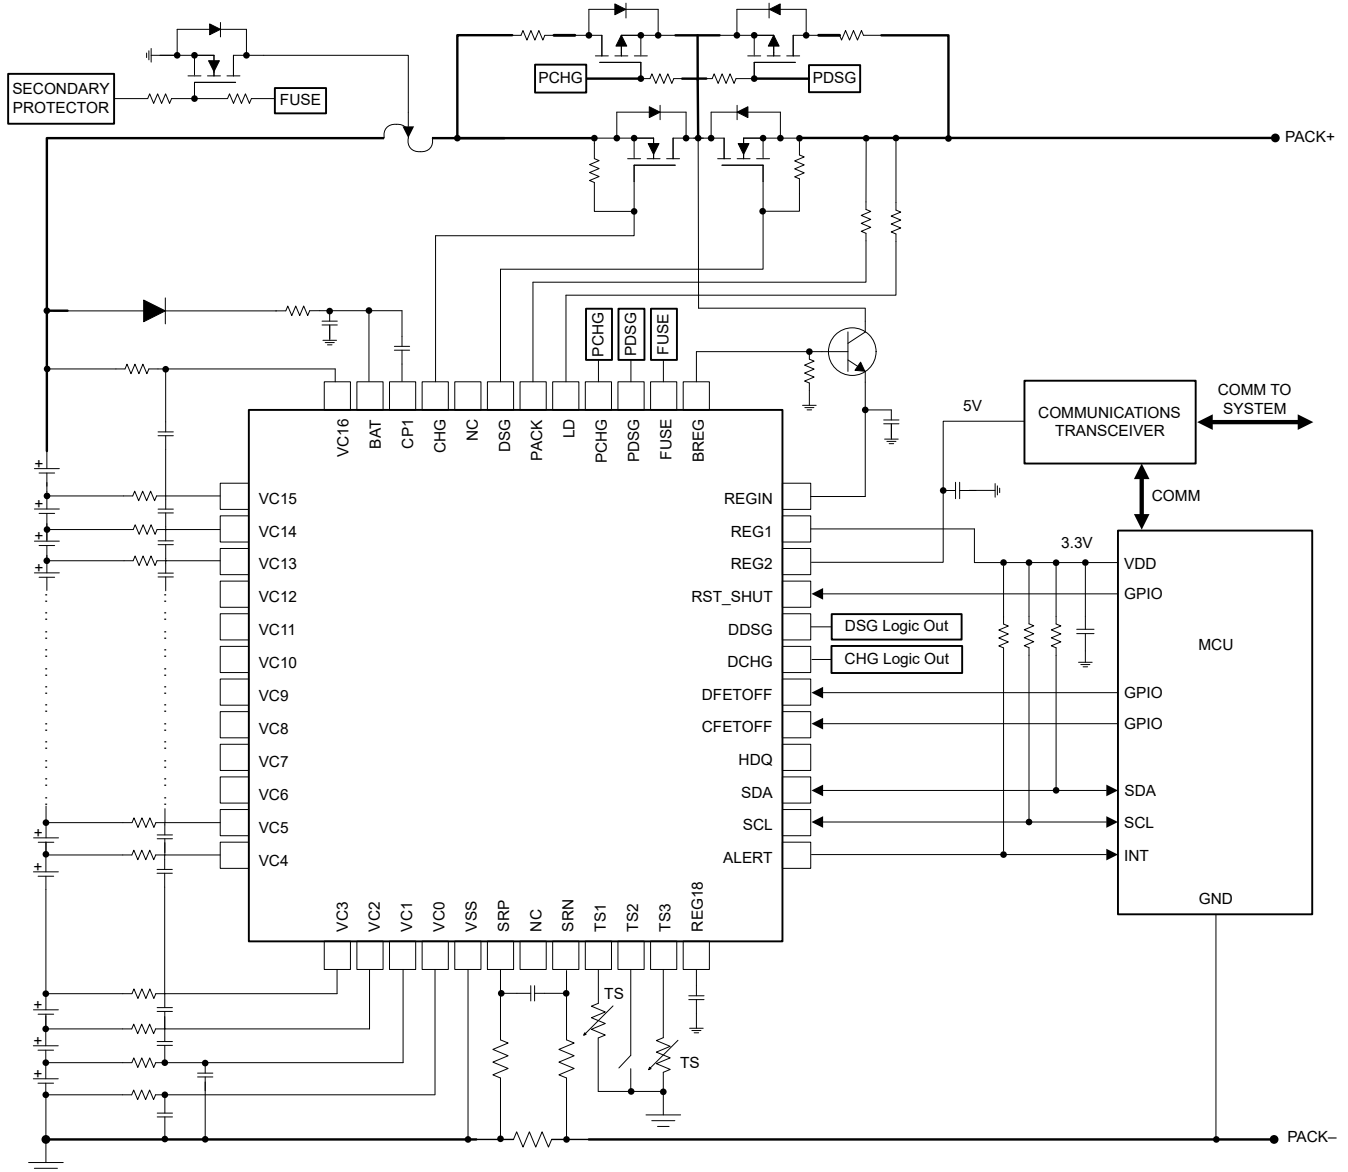 PCHG
PDSG
SECONDARY
PROTECTOR
FUSE
PACK+
PCHG
PDSG
FUSE
5V
COMMUNICATIONS
TRANSCEIVER
COMM TO
SYSTEM
COMM
VC16
BAT
CP1
CHG
NC
DSG
PACK
LD
PCHG
PDSG
FUSE
BREG
VC15
VC14
VC13
VC12
VC11
VC10
VC9
VC8
VC7
VC6
VC5
VC4
REGIN
REG1
REG2
RST_SHUT
DDSG
DCHG
DFETOFF
CFETOFF
HDQ
SDA
SCL
ALERT
DSG Logic Out
CHG Logic Out
3.3V
VDD
GPIO
MCU
GPIO
GPIO
SDA
SCL
INT
GND
VC3
VC2
VC1
VC0
VSS
SRP
NC
SRN
TS1
TS2
TS3
REG18
TS
TS
+
+
+
+
+
+
+
+
+
PACK–